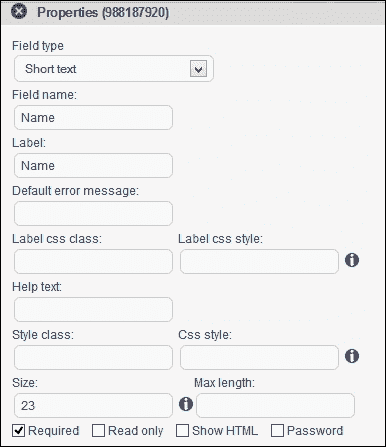 Properties (988187920)
Field type
Short text
Field name:
Name
Label:
Name
Default error message:
Label css class: Label css style:
Help text:
Style class: Css style:
Size: Max length:
23
Required Read only Show HTML Password